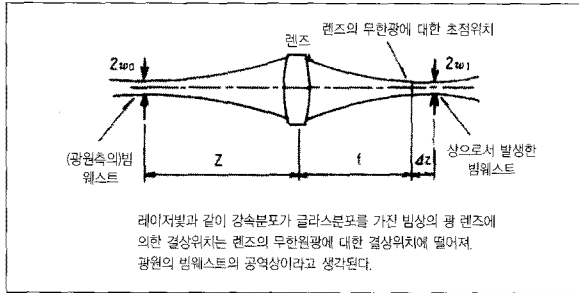 렌즈의 무한광에 대한 초점위치
렌즈
2w₀
2w₁
(광원측의)빔
웨스트
Z
f
Δz
상으로서 발생한
빔웨스트
레이저빛과 같이 강속분포가 글라스분포를 가진 빔상의 광 렌즈에
의한 결상위치는 렌즈의 무한원광에 대한 결상위치에 떨어져,
광원의 빔웨스트의 공역상이라고 생각된다.